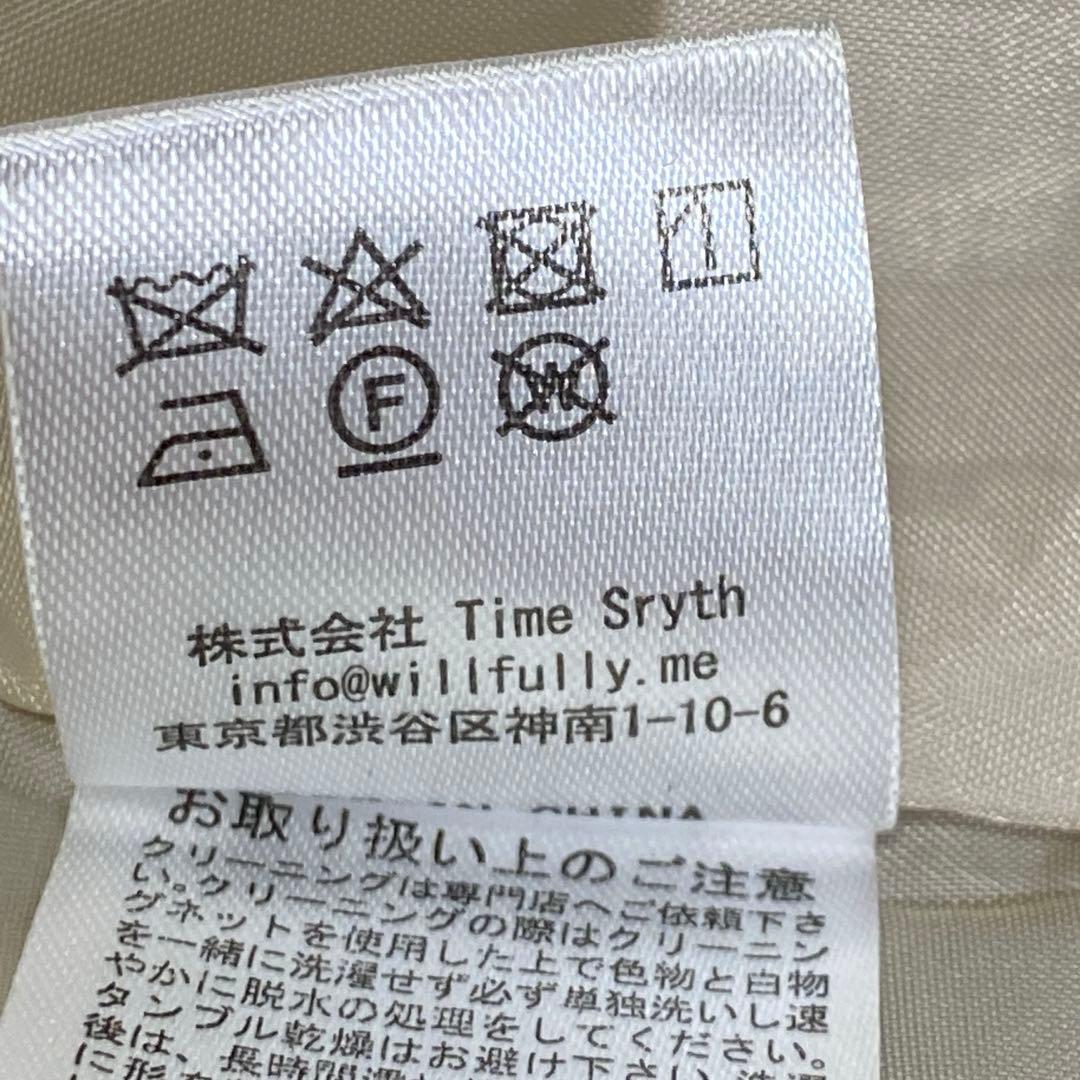 F
W
株式会社 Time Sryth
info@willfully.me
東京都渋谷区神南1-10-6
IN CHINA
お取り扱い上のご注意
クリーニングは専門店へご依頼下さ
い。クリーニングの際はクリーニン
グネットを使用した上で色物と白物
を一緒に洗濯せず必ず単独洗いし速
やかに脱水の処理をしてください。
タンブル乾燥はお避け下さい。洗濯
後は、長時間
に形